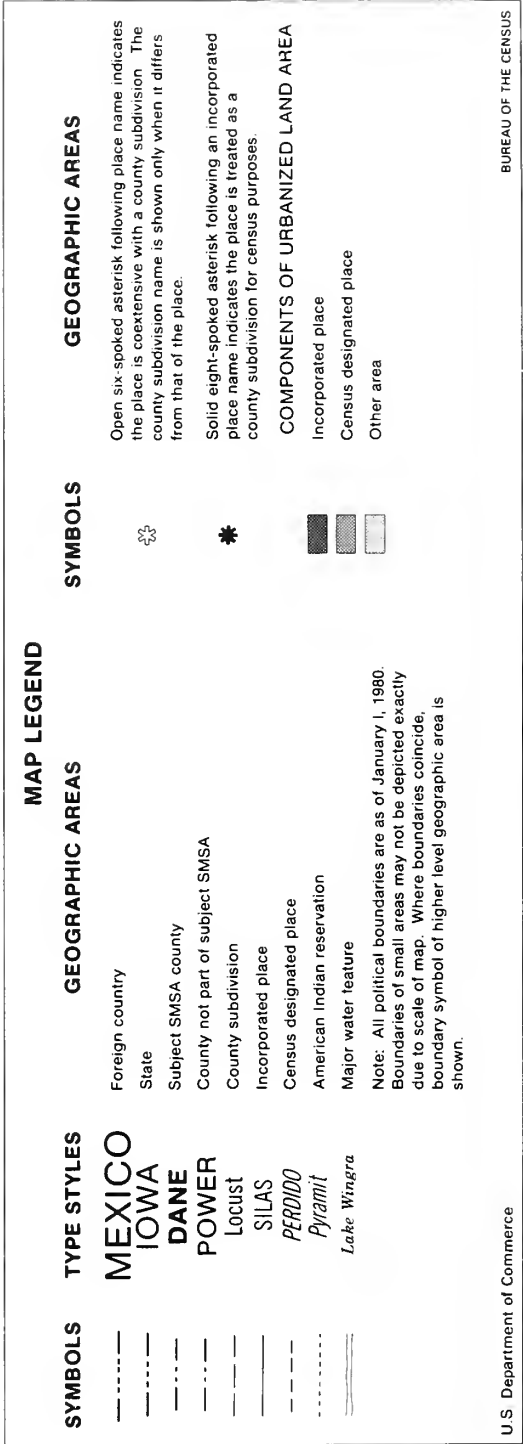 MAP LEGEND
SYMBOLS TYPE STYLES GEOGRAPHIC AREAS
MEXICO Foreign country
IOWA State
DANE Subject SMSA county
POWER County not part of subject SMSA
Locust County subdivision
SILAS Incorporated place
PERDIDO Census designated place
Pyramit American Indian reservation
Lake Wingra Major water feature
Note: All political boundaries are as of January I, 1980.
Boundaries of small areas may not be depicted exactly
due to scale of map. Where boundaries coincide,
boundary symbol of higher level geographic area is
shown.
SYMBOLS GEOGRAPHIC AREAS
Open six-spoked asterisk following place name indicates
the place is coextensive with a county subdivision The
county subdivision name is shown only when it differs
from that of the place.
Solid eight-spoked asterisk following an incorporated
place name indicates the place is treated as a
county subdivision for census purposes.
COMPONENTS OF URBANIZED LAND AREA
Incorporated place
Census designated place
Other area
U.S Department of Commerce
BUREAU OF THE CENSUS